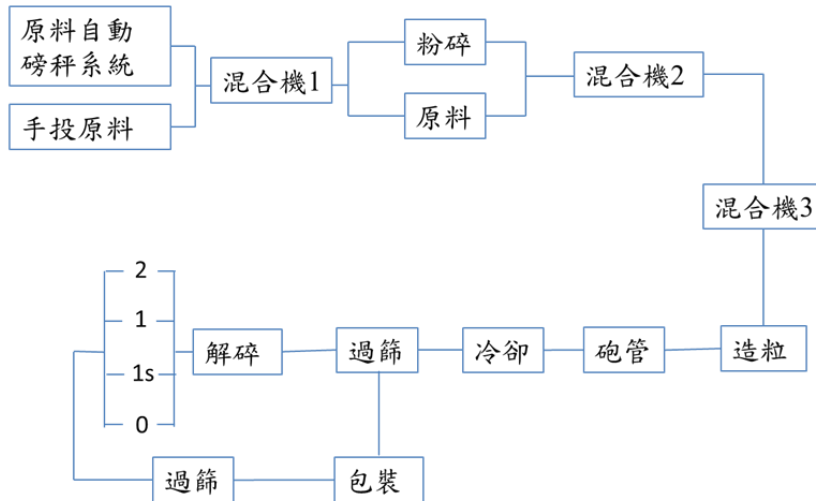 原料自動
磅秤系統
手投原料
混合機1
粉碎
原料
混合機2
混合機3
造粒
砲管
冷卻
過篩
解碎
2
1
1s
0
過篩
包裝